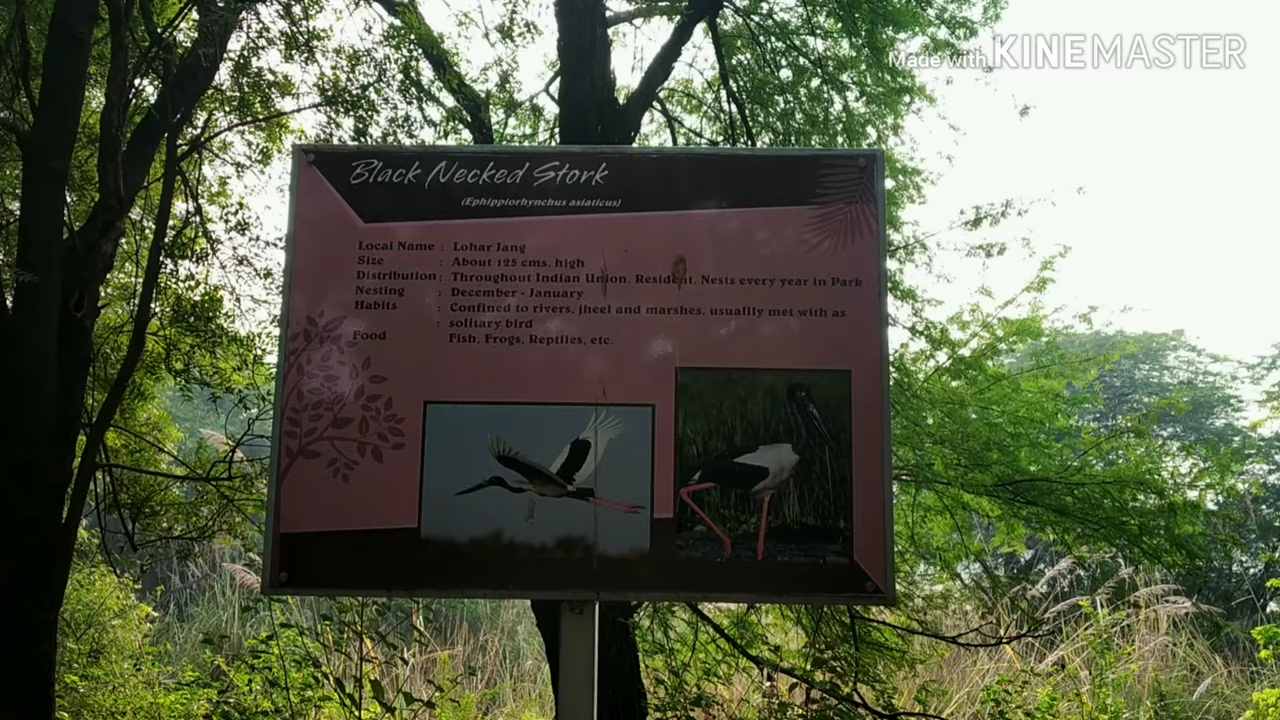 Made with KINEMASTER
Black Necked Stork
(Ephippiorhynchus asiaticus)
Local Name : Lohar Jang
Size : About 125 cms. high
Distribution : Throughout Indian Union. Resident, Nests every year in Park
Nesting : December - January
Habits : Confined to rivers, jheel and marshes, usuaIly met with as
: solitary bird
Food Fish, Frogs, Reptiles, etc.